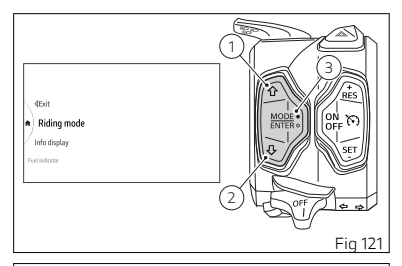 Exit
Riding mode
Info display
Fuel indicator
1
2
3
MODE
ENTER
+
RES
ON
OFF
SET
-
OFF
Fig 121